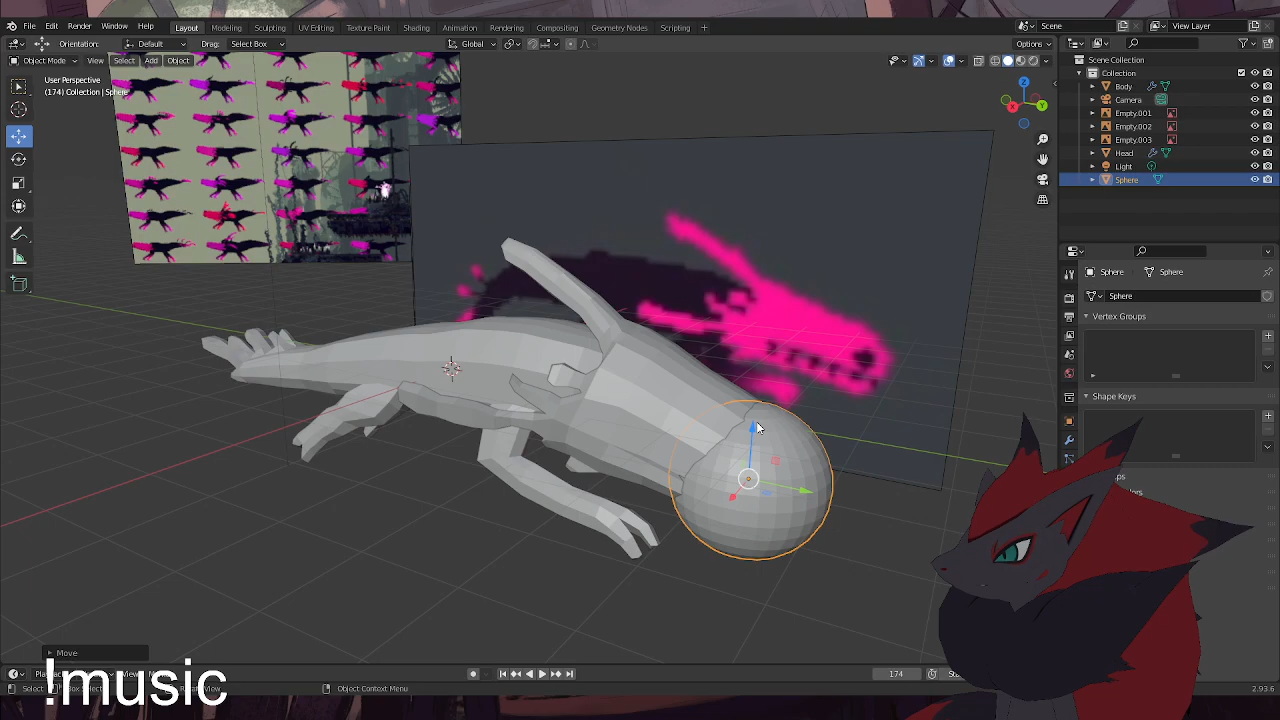 File Edit Render Window Help Layout Modeling Sculpting UV Editing Texture Paint Shading Animation Rendering Compositing Geometry Nodes Scripting + Scene View Layer
Orientation: Default Drag: Select Box Global Options
Object Mode View Select Add Object
User Perspective
(174) Collection | Sphere
Scene Collection
Collection
Body
Camera
Empty.001
Empty.002
Empty.003
Head
Light
Sphere
X
Y
Z
Sphere Sphere
Sphere
Vertex Groups
Shape Keys
Move
!music
View 174
Select Object Context Menu 2.93.6